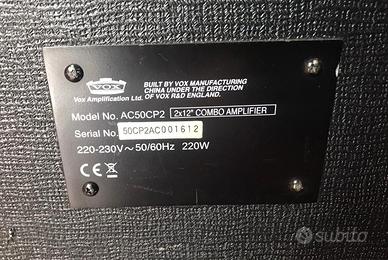 VOX
Vox Amplification Ltd.
BUILT BY VOX MANUFACTURING
CHINA UNDER THE DIRECTION
OF VOX R&D ENGLAND.
Model No. AC50CP2 2x12" COMBO AMPLIFIER
Serial No. 50CP2AC001612
220-230V~50/60Hz 220W
CE
subito